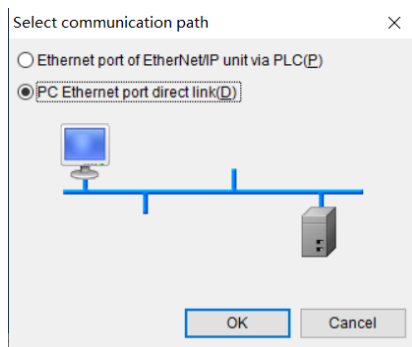 Select communication path
Ethernet port of EtherNet/IP unit via PLC(P)
PC Ethernet port direct link(D)
OK
Cancel